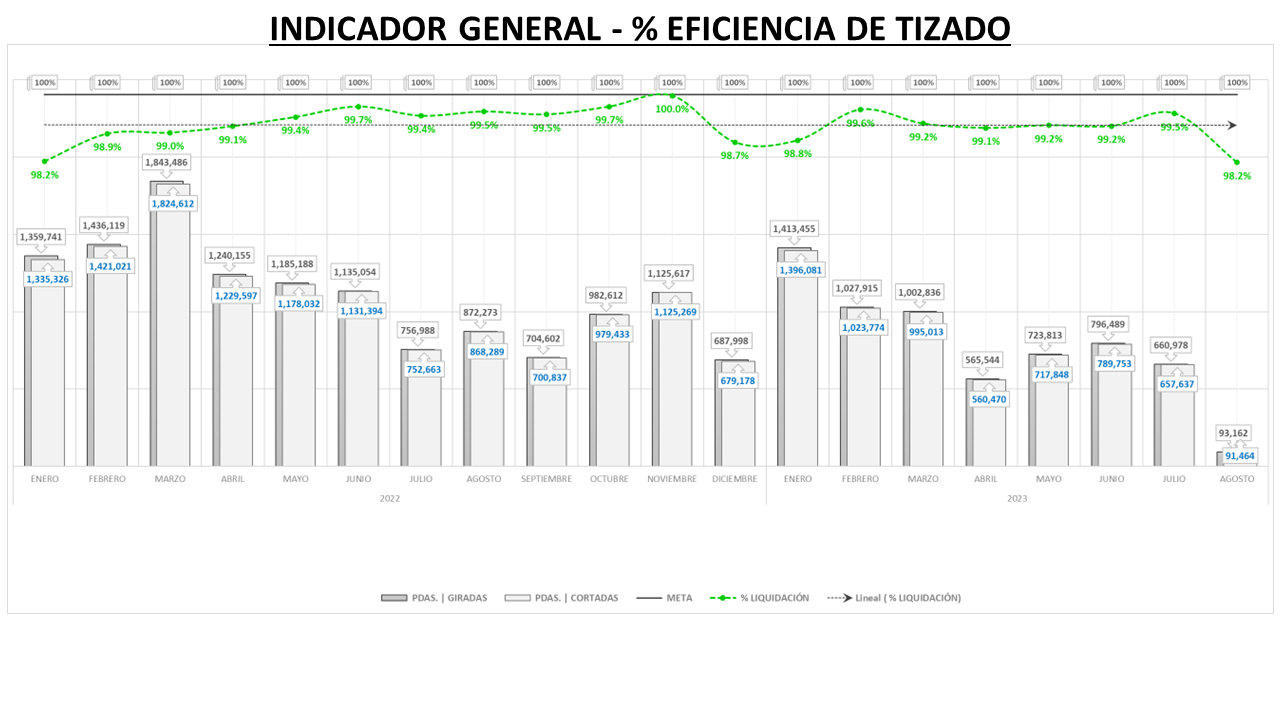 INDICADOR GENERAL - % EFICIENCIA DE TIZADO
100% 100% 100% 100% 100% 100% 100% 100% 100% 100% 100% 100% 100% 100% 100% 100% 100% 100% 100% 100%
98.2% 98.9% 99.0% 99.1% 99.4% 99.7% 99.4% 99.5% 99.5% 99.7% 100.0% 98.7% 98.8% 99.6% 99.2% 99.1% 99.2% 99.2% 99.5% 98.2%
1,359,741 1,436,119 1,843,486 1,240,155 1,185,188 1,135,054 756,988 872,273 704,602 982,612 1,125,617 687,998 1,413,455 1,027,915 1,002,836 565,544 723,813 796,489 660,978 93,162
1,335,326 1,421,021 1,824,612 1,229,597 1,178,032 1,131,394 752,663 868,289 700,837 979,433 1,125,269 679,178 1,396,081 1,023,774 995,013 560,470 717,848 789,753 657,637 91,464
ENERO FEBRERO MARZO ABRIL MAYO JUNIO JULIO AGOSTO SEPTIEMBRE OCTUBRE NOVIEMBRE DICIEMBRE ENERO FEBRERO MARZO ABRIL MAYO JUNIO JULIO AGOSTO
2022 2023
PDAS. | GIRADAS PDAS. | CORTADAS META % LIQUIDACIÓN Lineal ( % LIQUIDACIÓN)